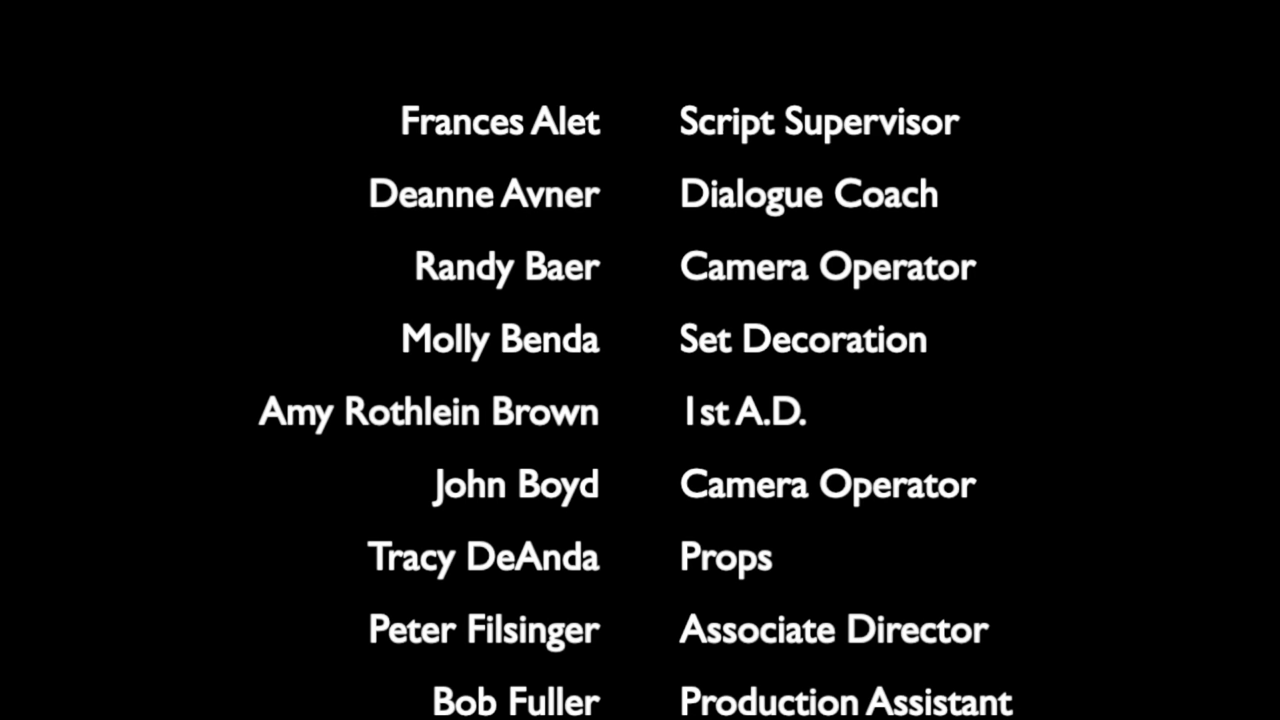 Frances Alet Script Supervisor
Deanne Avner Dialogue Coach
Randy Baer Camera Operator
Molly Benda Set Decoration
Amy Rothlein Brown 1st A.D.
John Boyd Camera Operator
Tracy DeAnda Props
Peter Filsinger Associate Director
Bob Fuller Production Assistant